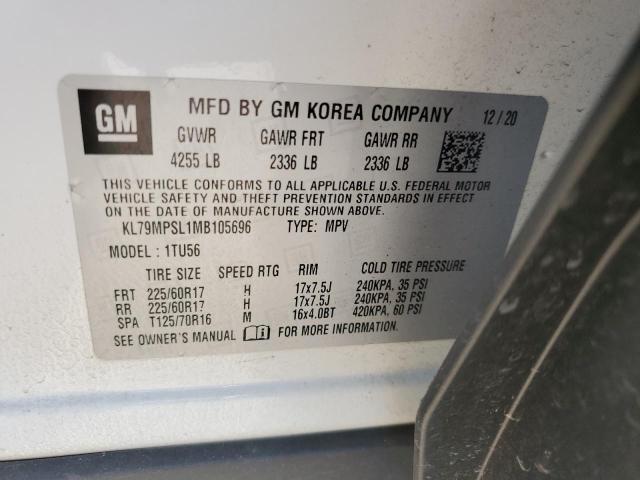 GM MFD BY GM KOREA COMPANY 12/20
GVWR GAWR FRT GAWR RR
4255 LB 2336 LB 2336 LB
THIS VEHICLE CONFORMS TO ALL APPLICABLE U.S. FEDERAL MOTOR
VEHICLE SAFETY AND THEFT PREVENTION STANDARDS IN EFFECT
ON THE DATE OF MANUFACTURE SHOWN ABOVE.
KL79MPSL1MB105696 TYPE: MPV
MODEL : 1TU56
TIRE SIZE SPEED RTG RIM COLD TIRE PRESSURE
FRT 225/60R17 H 17x7.5J 240KPA, 35 PSI
RR 225/60R17 H 17x7.5J 240KPA, 35 PSI
SPA T125/70R16 M 16x4.0BT 420KPA, 60 PSI
SEE OWNER'S MANUAL FOR MORE INFORMATION.